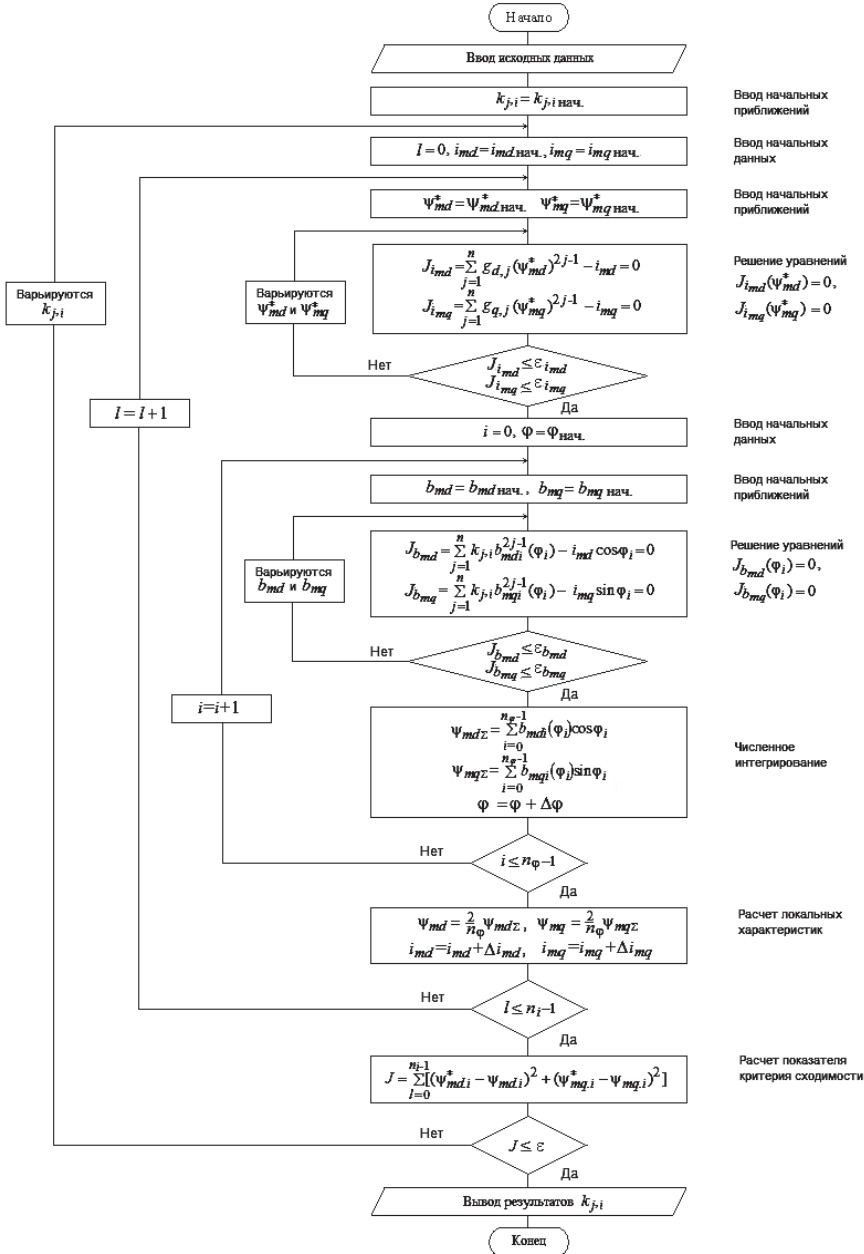 Начало
Ввод исходных данных
k_{j,i} = k_{j,i нач.}
Ввод начальных
приближений
l = 0, i_{md} = i_{md нач.}, i_{mq} = i_{mq нач.}
Ввод начальных
данных
Ψ*_{md} = Ψ*_{md нач.} Ψ*_{mq} = Ψ*_{mq нач.}
Ввод начальных
приближений
Варьируются
k_{j,i}
Варьируются
Ψ*_{md} и Ψ*_{mq}
J_{i_{md}} = \sum_{j=1}^{n} g_{d,j} (Ψ*_{md})^{2j-1} – i_{md} = 0
J_{i_{mq}} = \sum_{j=1}^{n} g_{q,j} (Ψ*_{mq})^{2j-1} – i_{mq} = 0
Решение уравнений
J_{i_{md}} (Ψ*_{md}) = 0,
J_{i_{mq}} (Ψ*_{mq}) = 0
Нет
J_{i_{md}} ≤ ε_{i_{md}}
J_{i_{mq}} ≤ ε_{i_{mq}}
Да
l = l + 1
i = 0, φ = φ_{нач.}
Ввод начальных
данных
b_{md} = b_{md нач.}, b_{mq} = b_{mq нач.}
Ввод начальных
приближений
Варьируются
b_{md} и b_{mq}
J_{b_{md}} = \sum_{j=1}^{n} k_{j,i} b_{mdi}^{2j-1} (φ_i) – i_{md} cosφ_i = 0
J_{b_{mq}} = \sum_{j=1}^{n} k_{j,i} b_{mqi}^{2j-1} (φ_i) – i_{mq} sinφ_i = 0
Решение уравнений
J_{b_{md}} (φ_i) = 0,
J_{b_{mq}} (φ_i) = 0
Нет
J_{b_{md}} ≤ ε_{b_{md}}
J_{b_{mq}} ≤ ε_{b_{mq}}
Да
i=i+1
Ψ_{mdΣ} = \sum_{i=0}^{n_φ-1} b_{mdi} (φ_i) cosφ_i
Ψ_{mqΣ} = \sum_{i=0}^{n_φ-1} b_{mqi} (φ_i) sinφ_i
φ = φ + Δφ
Численное
интегрирование
Нет
i ≤ n_φ – 1
Да
Ψ_{md} = \frac{2}{n_φ} Ψ_{mdΣ}, Ψ_{mq} = \frac{2}{n_φ} Ψ_{mqΣ}
i_{md} = i_{md} + Δi_{md}, i_{mq} = i_{mq} + Δi_{mq}
Расчет локальных
характеристик
Нет
l ≤ n_i – 1
Да
J = \sum_{l=0}^{n_i-1} [(Ψ*_{md.i} – Ψ_{md.i})^2 + (Ψ*_{mq.i} – Ψ_{mq.i})^2]
Расчет показателя
критерия сходимости
Нет
J ≤ ε
Да
Вывод результатов k_{j,i}
Конец